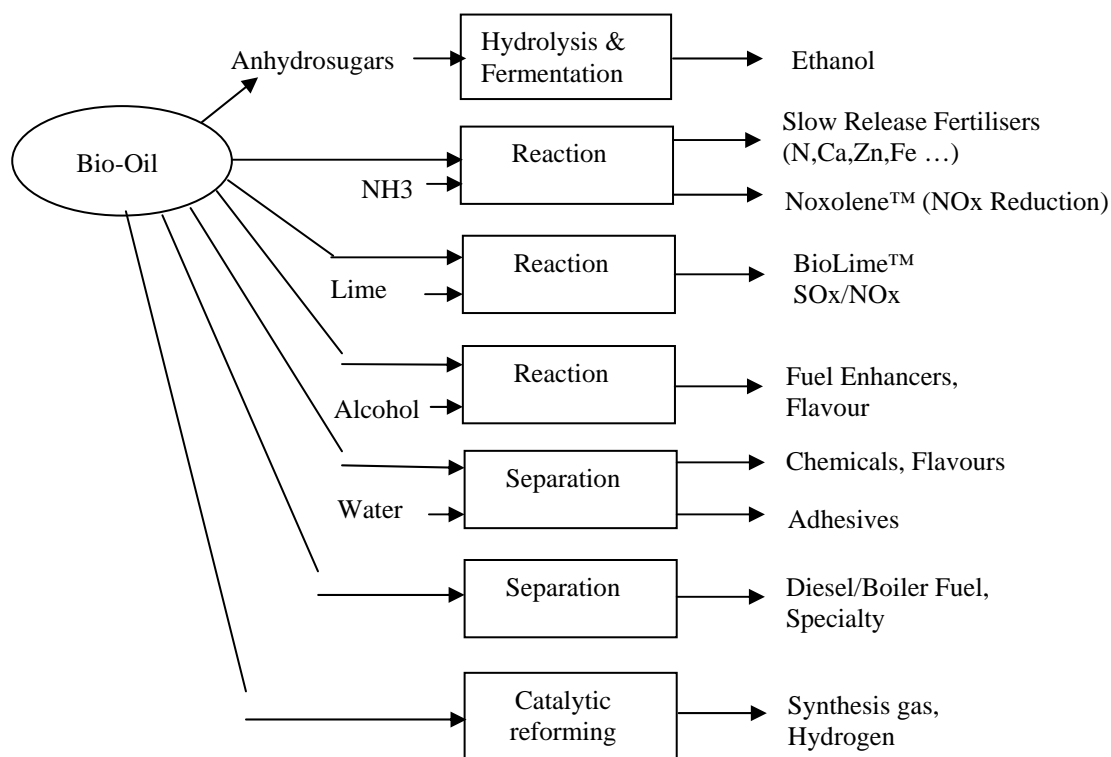 Hydrolysis &
Fermentation
Anhydrosugars
Ethanol
Bio-Oil
Reaction
NH3
Slow Release Fertilisers
(N,Ca,Zn,Fe …)
Noxolene™ (NOx Reduction)
Reaction
Lime
BioLime™
SOx/NOx
Reaction
Alcohol
Fuel Enhancers,
Flavour
Separation
Water
Chemicals, Flavours
Adhesives
Separation
Diesel/Boiler Fuel,
Specialty
Catalytic
reforming
Synthesis gas,
Hydrogen